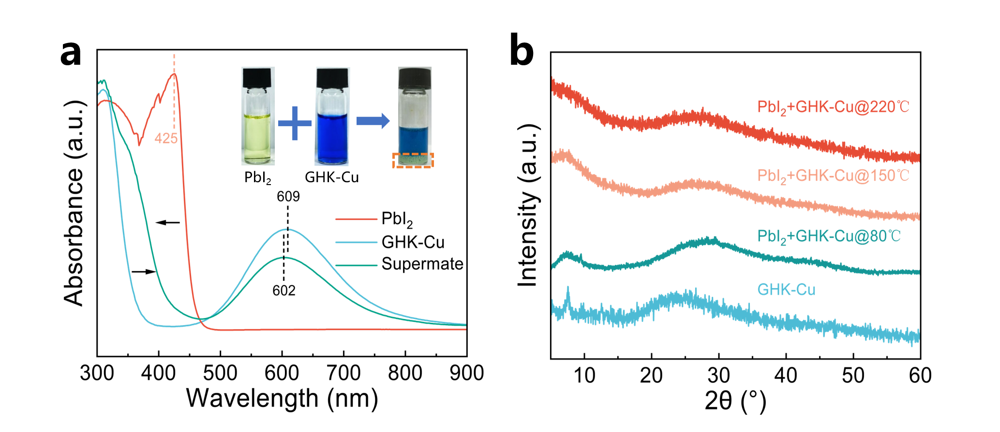 a
Absorbance (a.u.)
425
PbI₂
GHK-Cu
609
602
PbI₂
GHK-Cu
Supermate
300 400 500 600 700 800 900
Wavelength (nm)
b
Intensity (a.u.)
PbI₂+GHK-Cu@220℃
PbI₂+GHK-Cu@150℃
PbI₂+GHK-Cu@80℃
GHK-Cu
10 20 30 40 50 60
2θ (°)